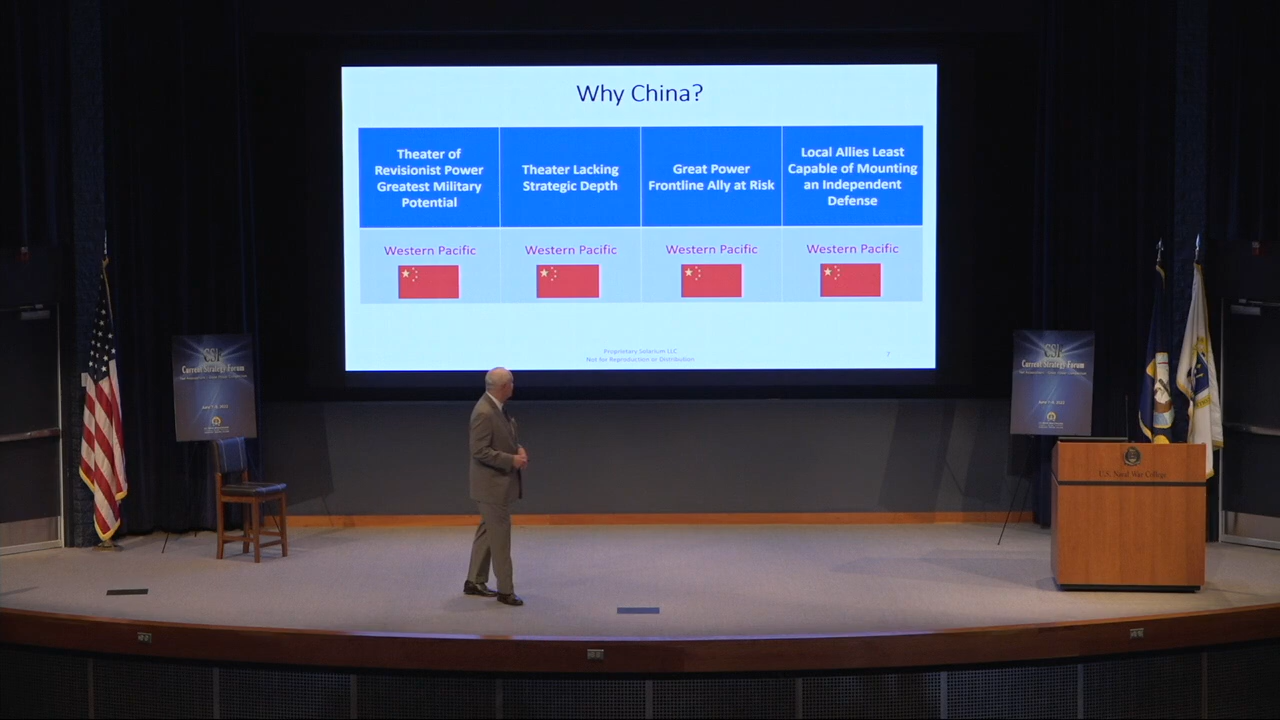 Why China?
Theater of
Revisionist Power
Greatest Military
Potential
Theater Lacking
Strategic Depth
Great Power
Frontline Ally at Risk
Local Allies Least
Capable of Mounting
an Independent
Defense
Western Pacific
Western Pacific
Western Pacific
Western Pacific
Proprietary Solarium LLC
Not for Reproduction or Distribution
7
Current Strategy Forum
Current Strategy Forum
U.S. Naval War College